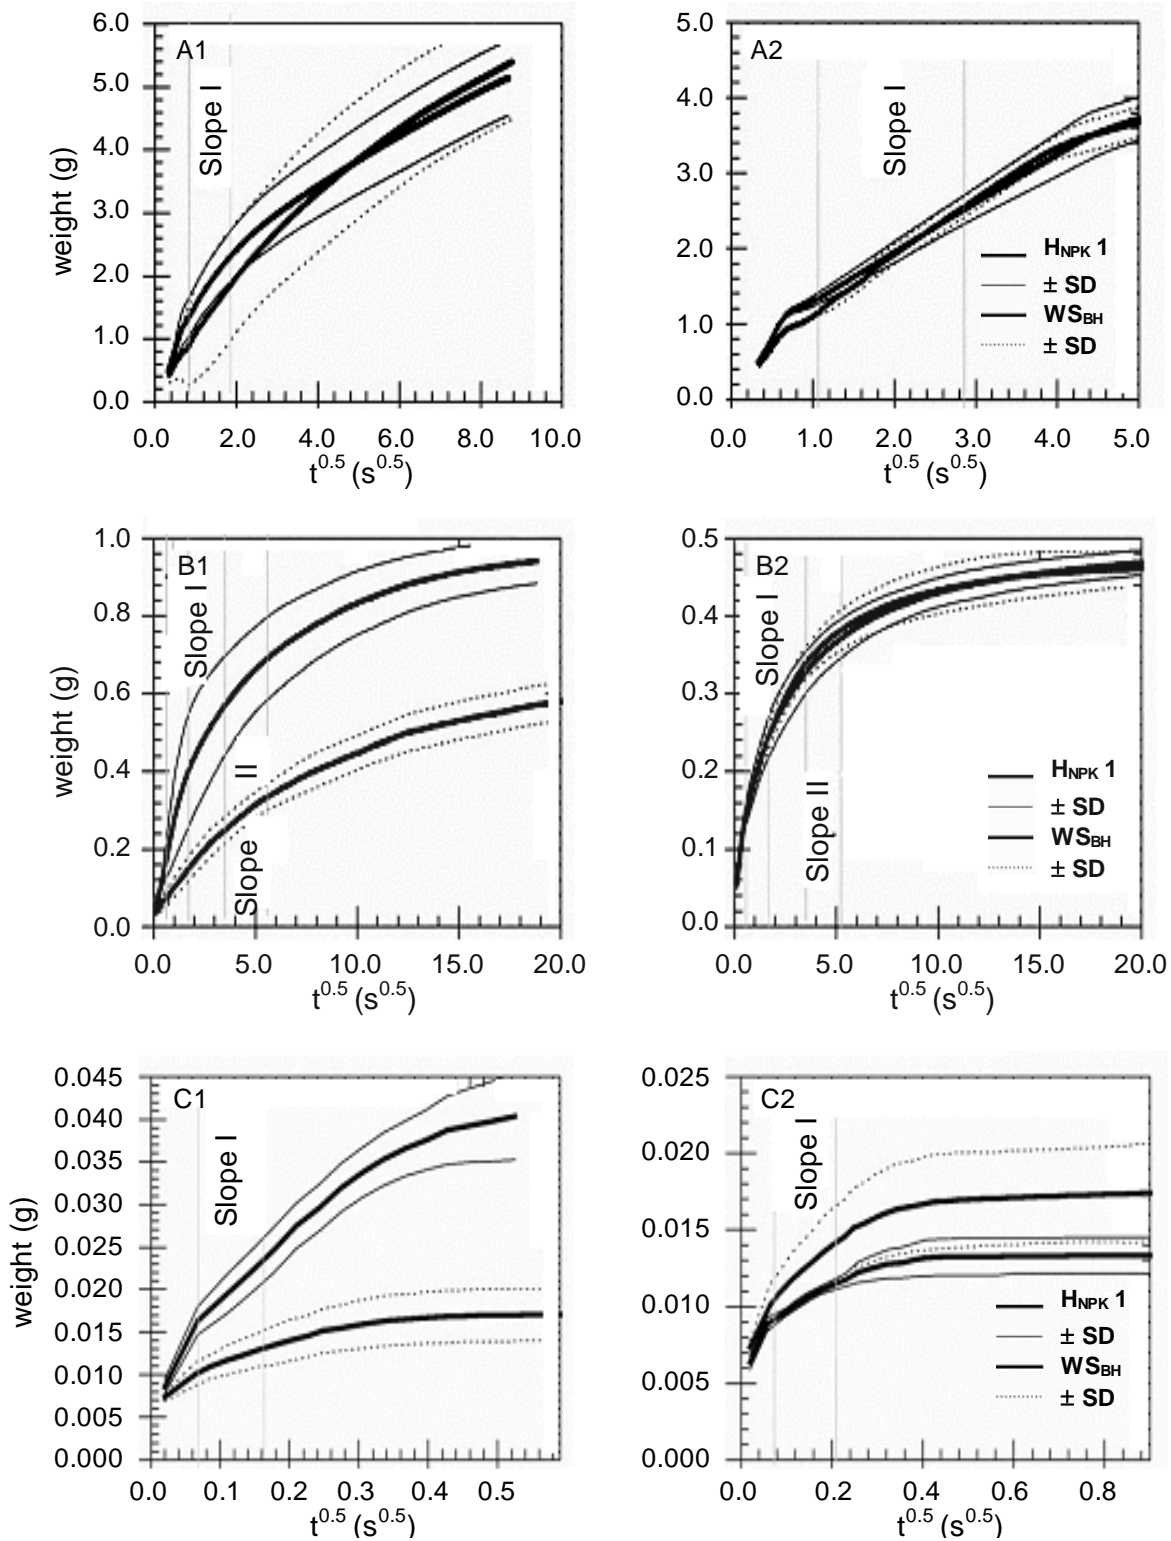 6.0
5.0
4.0
3.0
2.0
1.0
0.0
weight (g)
A1
Slope I
0.0 2.0 4.0 6.0 8.0 10.0
t0.5 (s0.5)
5.0
4.0
3.0
2.0
1.0
0.0
A2
Slope I
HNPK 1
± SD
WSBH
± SD
0.0 1.0 2.0 3.0 4.0 5.0
t0.5 (s0.5)
1.0
0.8
0.6
0.4
0.2
0.0
weight (g)
B1
Slope I
Slope II
0.0 5.0 10.0 15.0 20.0
t0.5 (s0.5)
0.5
0.4
0.3
0.2
0.1
0.0
B2
Slope I
Slope II
HNPK 1
± SD
WSBH
± SD
0.0 5.0 10.0 15.0 20.0
t0.5 (s0.5)
0.045
0.040
0.035
0.030
0.025
0.020
0.015
0.010
0.005
0.000
weight (g)
C1
Slope I
0.0 0.1 0.2 0.3 0.4 0.5
t0.5 (s0.5)
0.025
0.020
0.015
0.010
0.005
0.000
C2
Slope I
HNPK 1
± SD
WSBH
± SD
0.0 0.2 0.4 0.6 0.8
t0.5 (s0.5)